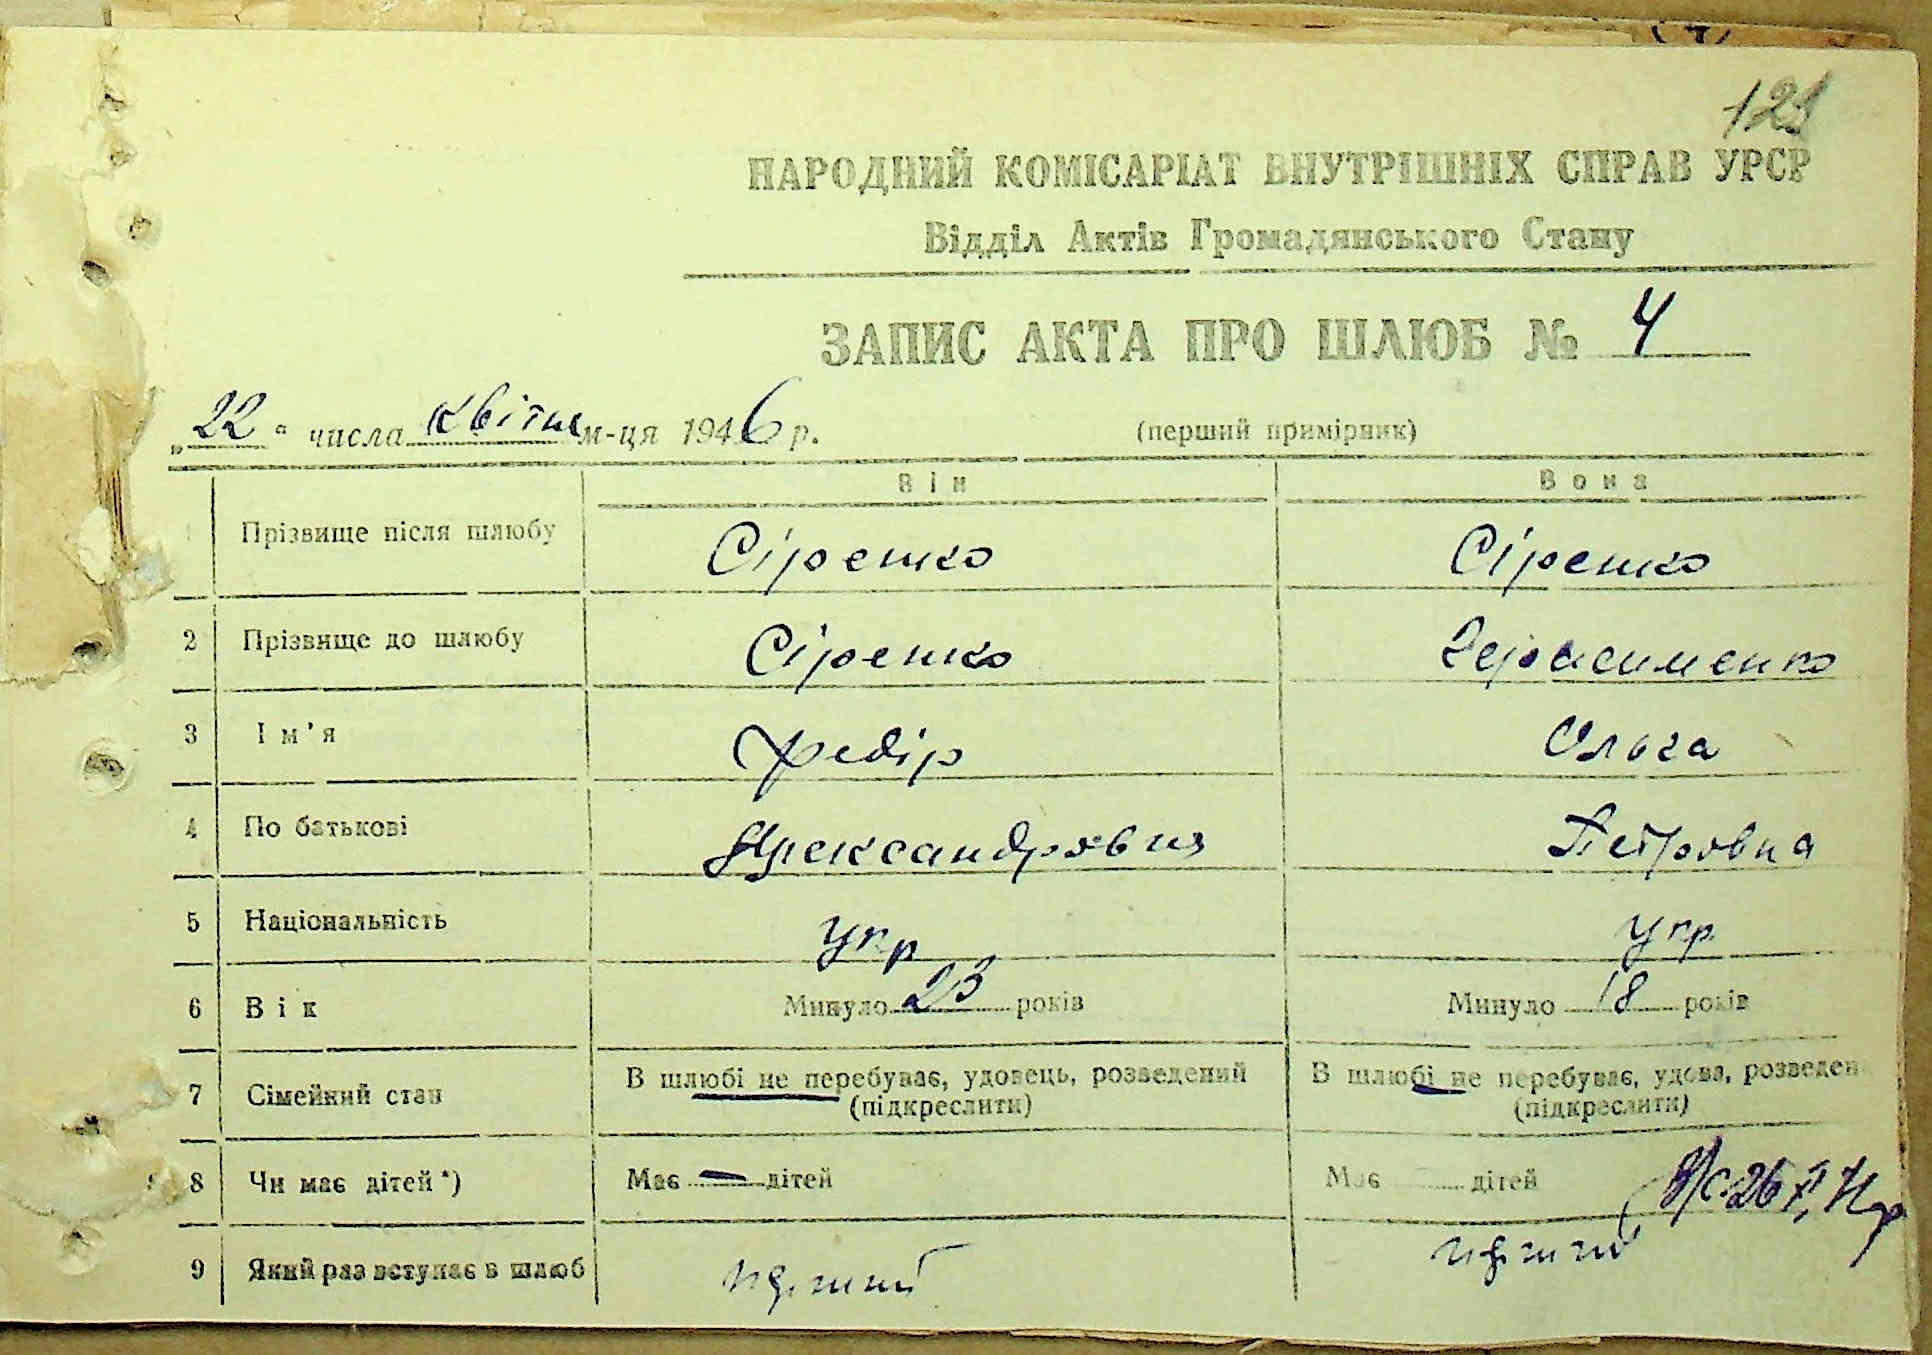 121
НАРОДНИЙ КОМІСАРІАТ ВНУТРІШНІХ СПРАВ УРСР
Відділ Актів Громадянського Стану
ЗАПИС АКТА ПРО ШЛЮБ № 4
„22“ числа квітня м-ця 1946 р. (перший примірник)
Він Вона
1 Прізвище після шлюбу Сіренко Сіренко
2 Прізвище до шлюбу Сіренко Герасименко
3 Ім'я Федір Ольга
4 По батькові Петровна
5 Національність укр укр
6 Вік Минуло 23 років Минуло 18 років
7 Сімейний стан В шлюбі не перебуває, удовець, розведений В шлюбі не перебуває, удова, розведен
(підкреслити) (підкреслити)
8 Чи має дітей *) Має — дітей Має дітей
9 Який раз вступає в шлюб перший перший